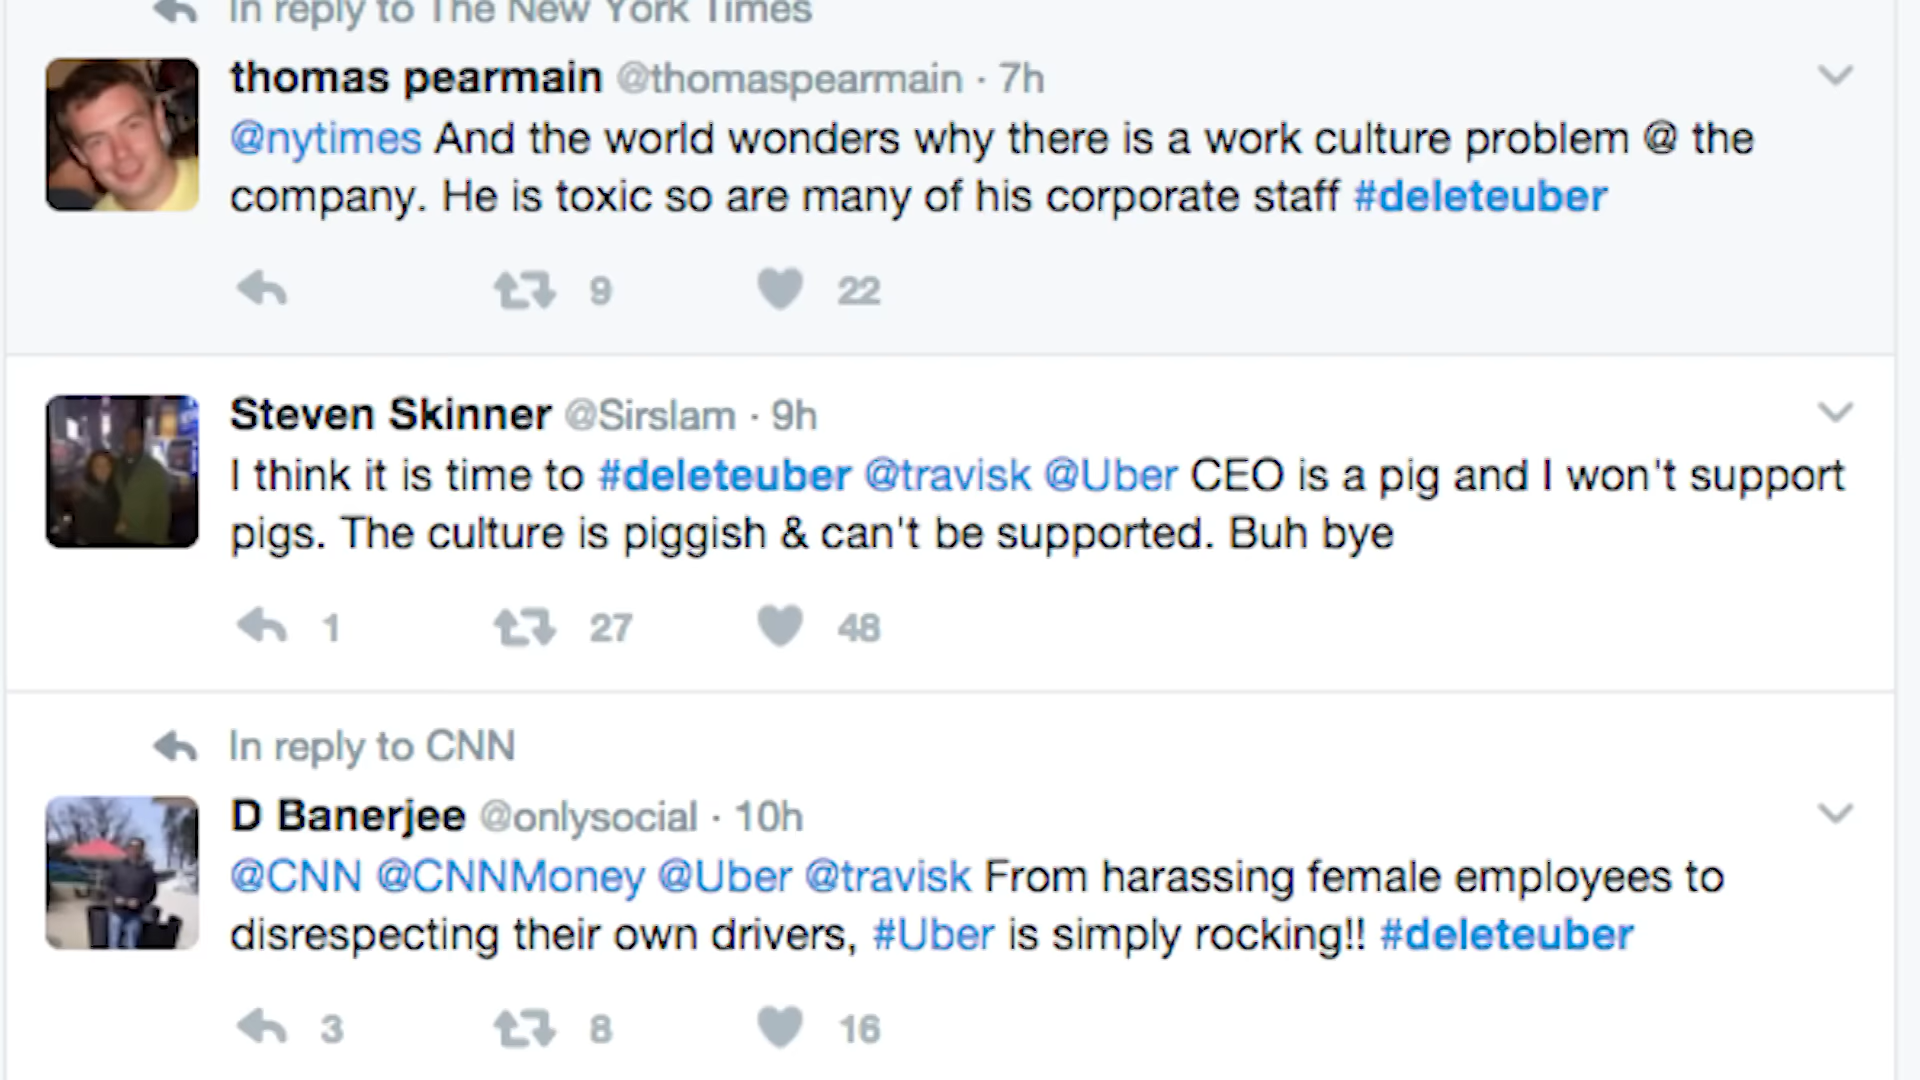 In reply to The New York Times
thomas pearmain @thomaspearmain · 7h
@nytimes And the world wonders why there is a work culture problem @ the
company. He is toxic so are many of his corporate staff #deleteuber
9 22
Steven Skinner @Sirslam · 9h
I think it is time to #deleteuber @travisk @Uber CEO is a pig and I won't support
pigs. The culture is piggish & can't be supported. Buh bye
1 27 48
In reply to CNN
D Banerjee @onlysocial · 10h
@CNN @CNNMoney @Uber @travisk From harassing female employees to
disrespecting their own drivers, #Uber is simply rocking!! #deleteuber
3 8 16